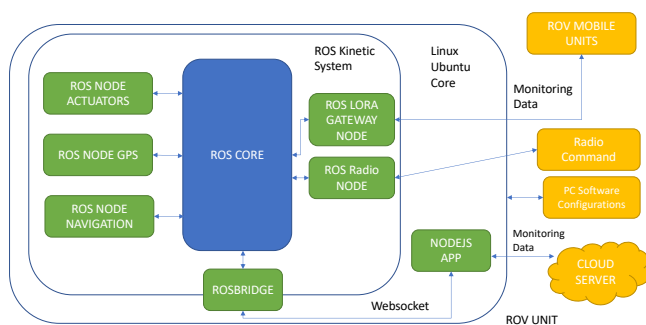 ROS Kinetic
System
Linux
Ubuntu
Core
ROV MOBILE
UNITS
ROS NODE
ACTUATORS
ROS NODE GPS
ROS NODE
NAVIGATION
ROS CORE
ROS LORA
GATEWAY
NODE
ROS Radio
NODE
Monitoring
Data
Radio
Command
PC Software
Configurations
NODEJS
APP
Monitoring
Data
CLOUD
SERVER
ROSBRIDGE
Websocket
ROV UNIT